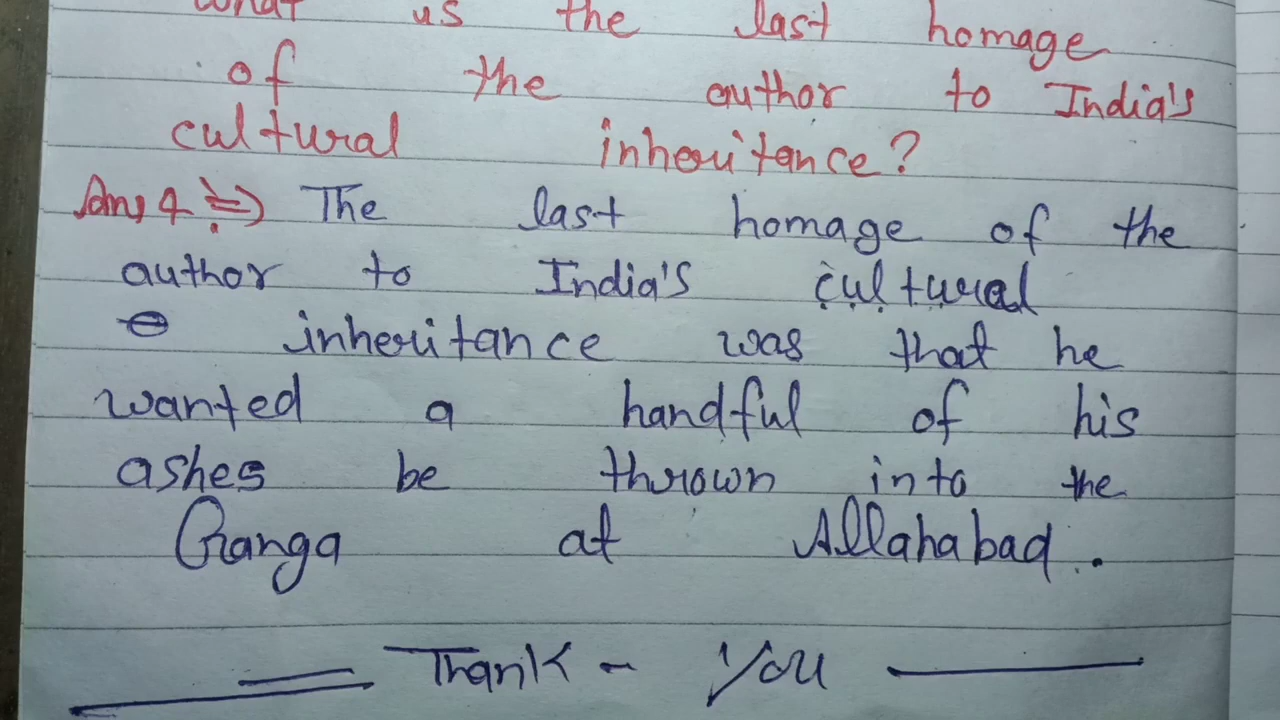 What us the last homage
of the author to India's
cultural inheritance?
Ans 4 ⇒ The last homage of the
author to India's cultural
inheritance was that he
wanted a handful of his
ashes be thrown into the
Ganga at Allahabad.
Thank - You